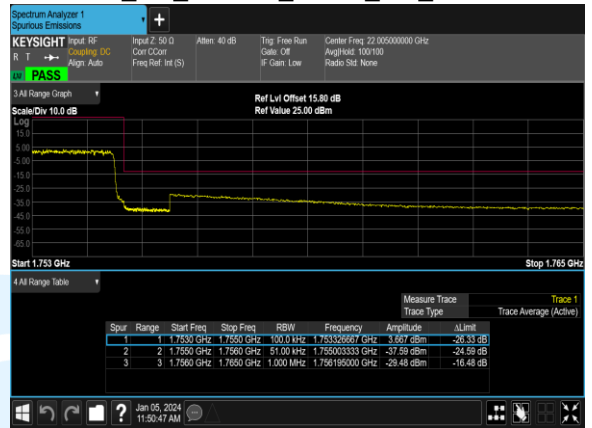 Spectrum Analyzer 1
Spurious Emissions
KEYSIGHT Input: RF Input Z: 50 Ω Atten: 40 dB Trig: Free Run Center Freq: 22.005000000 GHz
R T Coupling: DC Corr CCorr Gate: Off Avg|Hold: 100/100
Align: Auto Freq Ref: Int (S) IF Gain: Low Radio Std: None
PASS
3 All Range Graph
Ref Lvl Offset 15.80 dB
Scale/Div 10.0 dB Ref Value 25.00 dBm
Log
15.0
5.00
-5.00
-15.0
-25.0
-35.0
-45.0
-55.0
-65.0
Start 1.753 GHz Stop 1.765 GHz
4 All Range Table
Measure Trace Trace 1
Trace Type Trace Average (Active)
Spur Range Start Freq Stop Freq RBW Frequency Amplitude ΔLimit
1 1 1.7530 GHz 1.7550 GHz 100.0 kHz 1.753326667 GHz 3.667 dBm -26.33 dB
2 2 1.7550 GHz 1.7560 GHz 51.00 kHz 1.755003333 GHz -37.59 dBm -24.59 dB
3 3 1.7560 GHz 1.7650 GHz 1.000 MHz 1.756195000 GHz -29.48 dBm -16.48 dB
Jan 05, 2024
11:50:47 AM